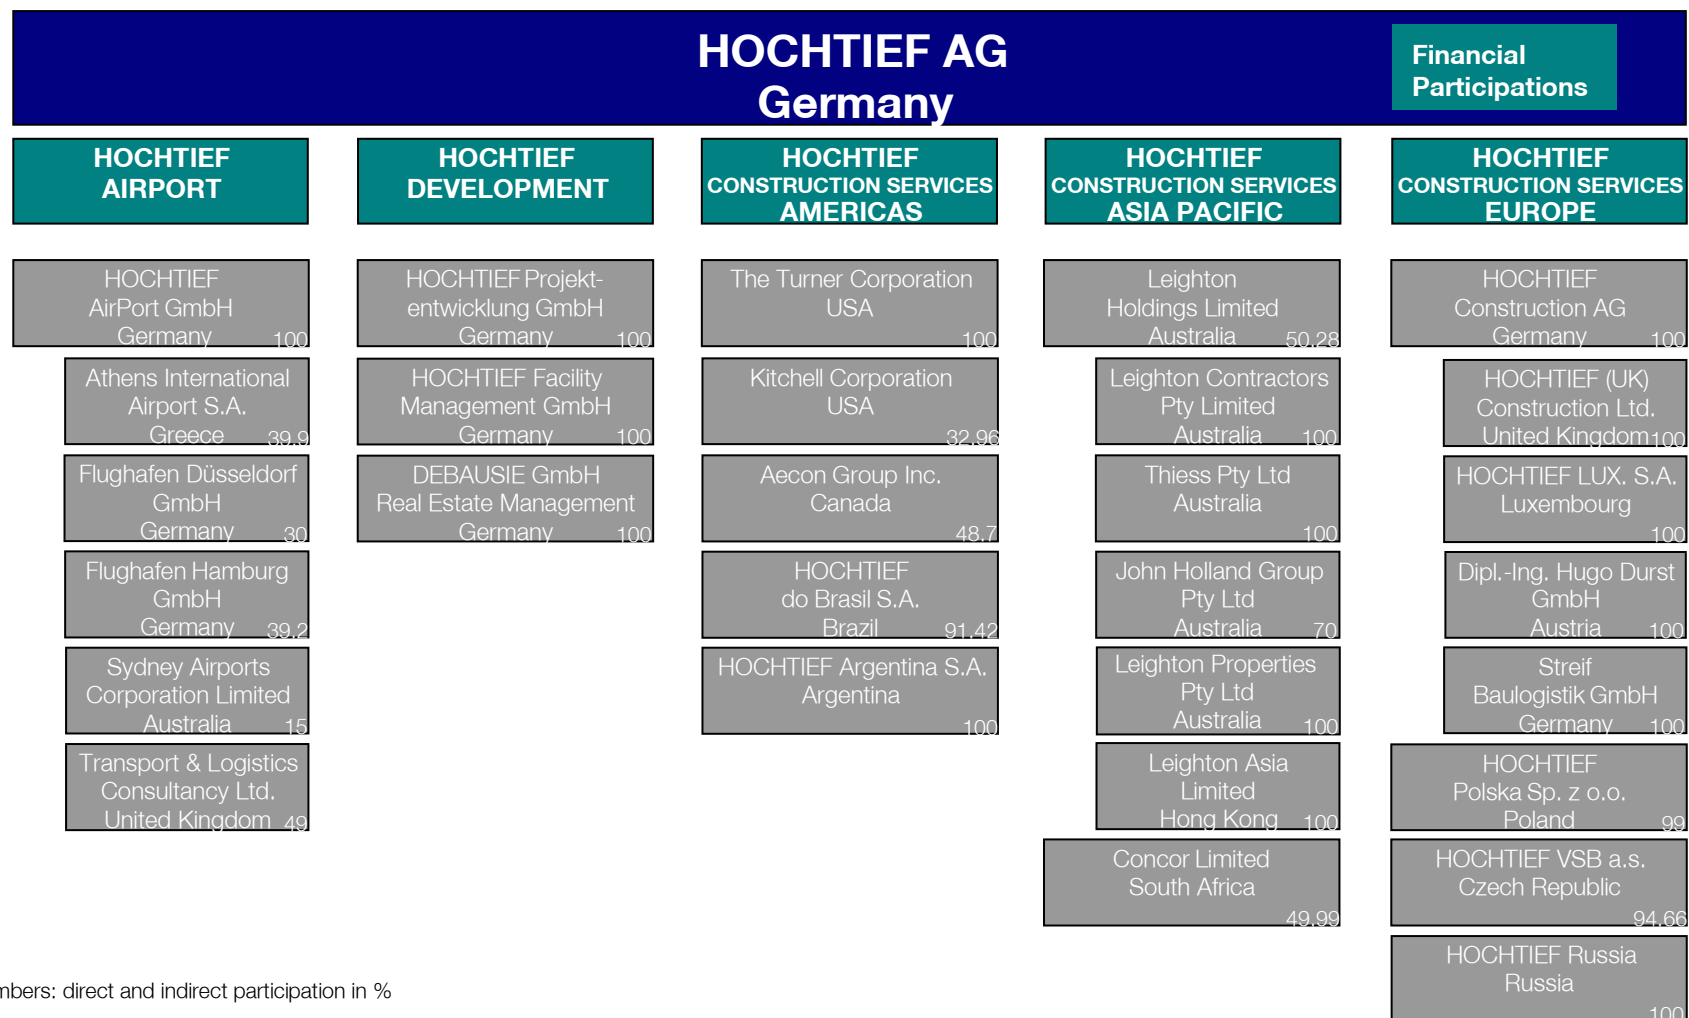 HOCHTIEF AG
Germany
Financial
Participations
HOCHTIEF
AIRPORT
HOCHTIEF
DEVELOPMENT
HOCHTIEF
CONSTRUCTION SERVICES
AMERICAS
HOCHTIEF
CONSTRUCTION SERVICES
ASIA PACIFIC
HOCHTIEF
CONSTRUCTION SERVICES
EUROPE
HOCHTIEF
AirPort GmbH
Germany 100
Athens International
Airport S.A.
Greece 39.9
Flughafen Düsseldorf
GmbH
Germany 30
Flughafen Hamburg
GmbH
Germany 39.2
Sydney Airports
Corporation Limited
Australia 15
Transport & Logistics
Consultancy Ltd.
United Kingdom 49
HOCHTIEF Projekt-
entwicklung GmbH
Germany 100
HOCHTIEF Facility
Management GmbH
Germany 100
DEBAUSIE GmbH
Real Estate Management
Germany 100
The Turner Corporation
USA
100
Kitchell Corporation
USA
32.96
Aecon Group Inc.
Canada
48.7
HOCHTIEF
do Brasil S.A.
Brazil 91.42
HOCHTIEF Argentina S.A.
Argentina
100
Leighton
Holdings Limited
Australia 50.28
Leighton Contractors
Pty Limited
Australia 100
Thiess Pty Ltd
Australia
100
John Holland Group
Pty Ltd
Australia 70
Leighton Properties
Pty Ltd
Australia 100
Leighton Asia
Limited
Hong Kong 100
Concor Limited
South Africa
49.99
HOCHTIEF
Construction AG
Germany 100
HOCHTIEF (UK)
Construction Ltd.
United Kingdom 100
HOCHTIEF LUX. S.A.
Luxembourg
100
Dipl.-Ing. Hugo Durst
GmbH
Austria 100
Streif
Baulogistik GmbH
Germany 100
HOCHTIEF
Polska Sp. z o.o.
Poland 99
HOCHTIEF VSB a.s.
Czech Republic
94.66
HOCHTIEF Russia
Russia
100
mbers: direct and indirect participation in %